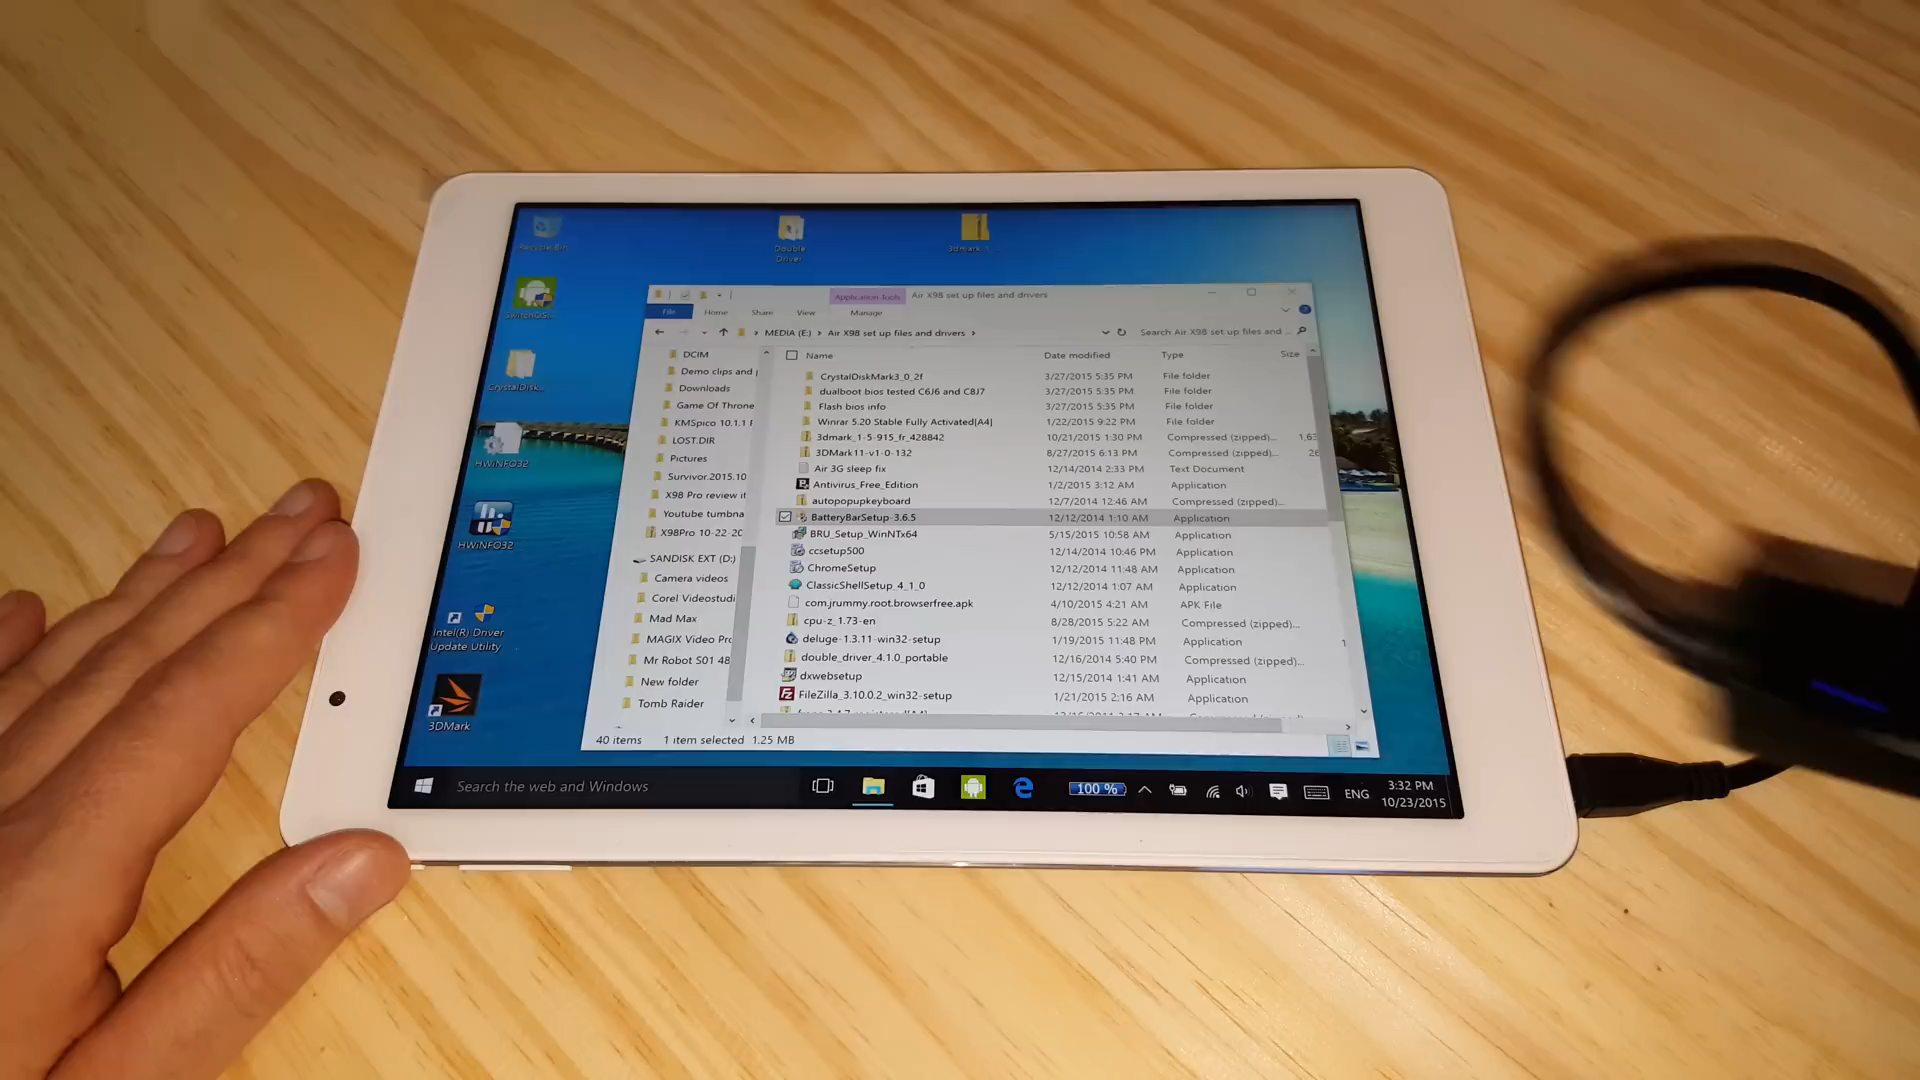 Recycle Bin
Double
Driver
3dmark_1-...
SwitchOSi...
CrystalDisk...
HWiNFO32
HWiNFO32
Intel(R) Driver
Update Utility
3DMark
Application Tools
Air X98 set up files and drivers
File
Home
Share
View
Manage
MEDIA (E:)
Air X98 set up files and drivers
Search Air X98 set up files and ...
DCIM
Demo clips and p
Downloads
Game Of Throne
KMSpico 10.1.1 F
LOST.DIR
Pictures
Survivor.2015.10
X98 Pro review it
Youtube tumbna
X98Pro 10-22-20
SANDISK EXT (D:)
Camera videos
Corel Videostudi
Mad Max
MAGIX Video Pro
Mr Robot S01 48
New folder
Tomb Raider
Name Date modified Type Size
CrystalDiskMark3_0_2f 3/27/2015 5:35 PM File folder
dualboot bios tested C6J6 and C8J7 3/27/2015 5:35 PM File folder
Flash bios info 3/27/2015 5:35 PM File folder
Winrar 5.20 Stable Fully Activated[A4] 1/22/2015 9:22 PM File folder
3dmark_1-5-915_fr_428842 10/21/2015 1:30 PM Compressed (zipped)... 1,63
3DMark11-v1-0-132 8/27/2015 6:13 PM Compressed (zipped)... 26
Air 3G sleep fix 12/14/2014 2:33 PM Text Document
Antivirus_Free_Edition 1/2/2015 3:12 AM Application
autopopupkeyboard 12/7/2014 12:46 AM Compressed (zipped)...
BatteryBarSetup-3.6.5 12/12/2014 1:10 AM Application
BRU_Setup_WinNTx64 5/15/2015 10:58 AM Application
ccsetup500 12/14/2014 10:46 PM Application
ChromeSetup 12/12/2014 11:48 AM Application
ClassicShellSetup_4_1_0 12/12/2014 1:07 AM Application
com.jrummy.root.browserfree.apk 4/10/2015 4:21 AM APK File
cpu-z_1.73-en 8/28/2015 5:22 AM Compressed (zipped)...
deluge-1.3.11-win32-setup 1/19/2015 11:48 PM Application 1
double_driver_4.1.0_portable 12/16/2014 5:40 PM Compressed (zipped)...
dxwebsetup 12/15/2014 1:41 AM Application
FileZilla_3.10.0.2_win32-setup 1/21/2015 2:16 AM Application
40 items 1 item selected 1.25 MB
Search the web and Windows
100 %
ENG
3:32 PM
10/23/2015